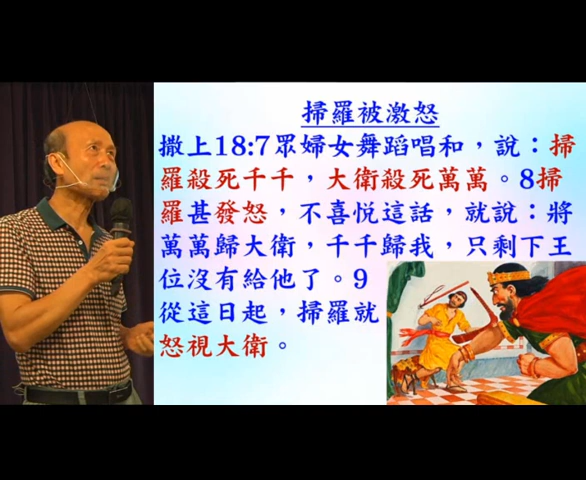 掃羅被激怒
撒上18:7眾婦女舞蹈唱和，說：掃
羅殺死千千，大衛殺死萬萬。8掃
羅甚發怒，不喜悅這話，就說：將
萬萬歸大衛，千千歸我，只剩下王
位沒有給他了。9
從這日起，掃羅就
怒視大衛。